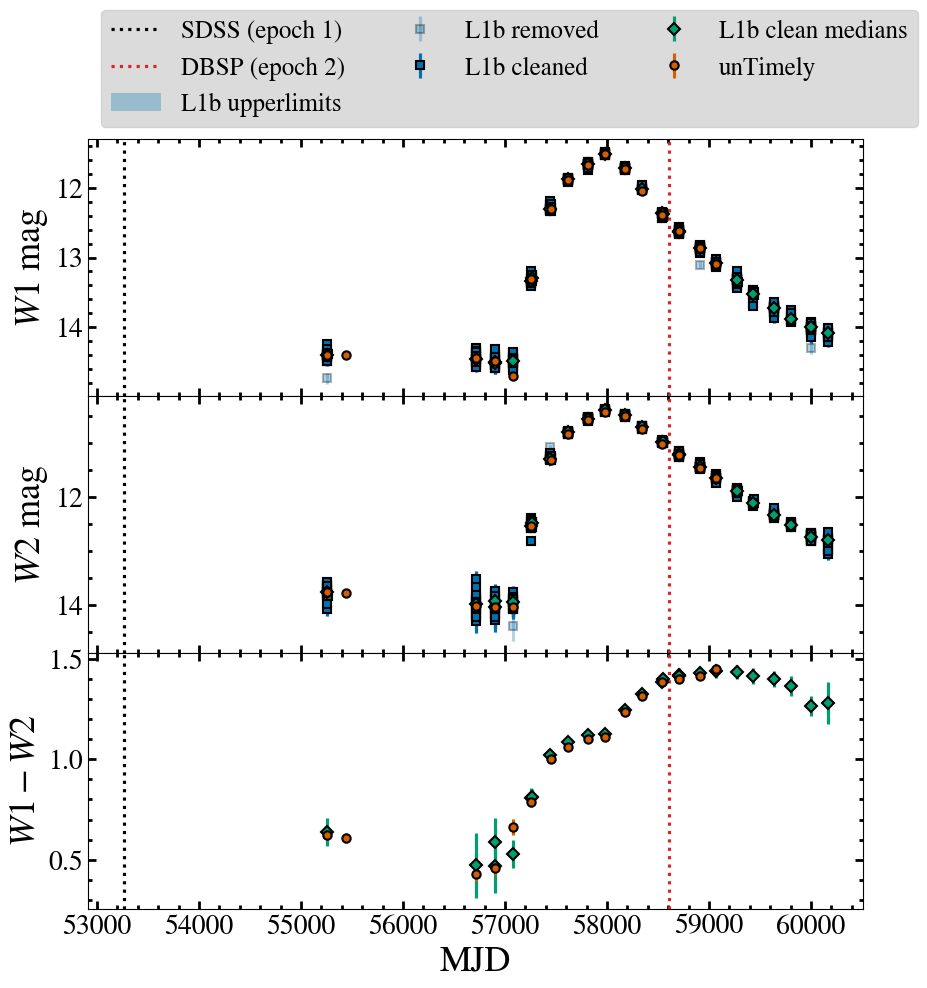 SDSS (epoch 1)
DBSP (epoch 2)
L1b upperlimits
L1b removed
L1b cleaned
L1b clean medians
unTimely
W1 mag
12
13
14
W2 mag
12
14
W1 − W2
1.5
1.0
0.5
53000 54000 55000 56000 57000 58000 59000 60000
MJD